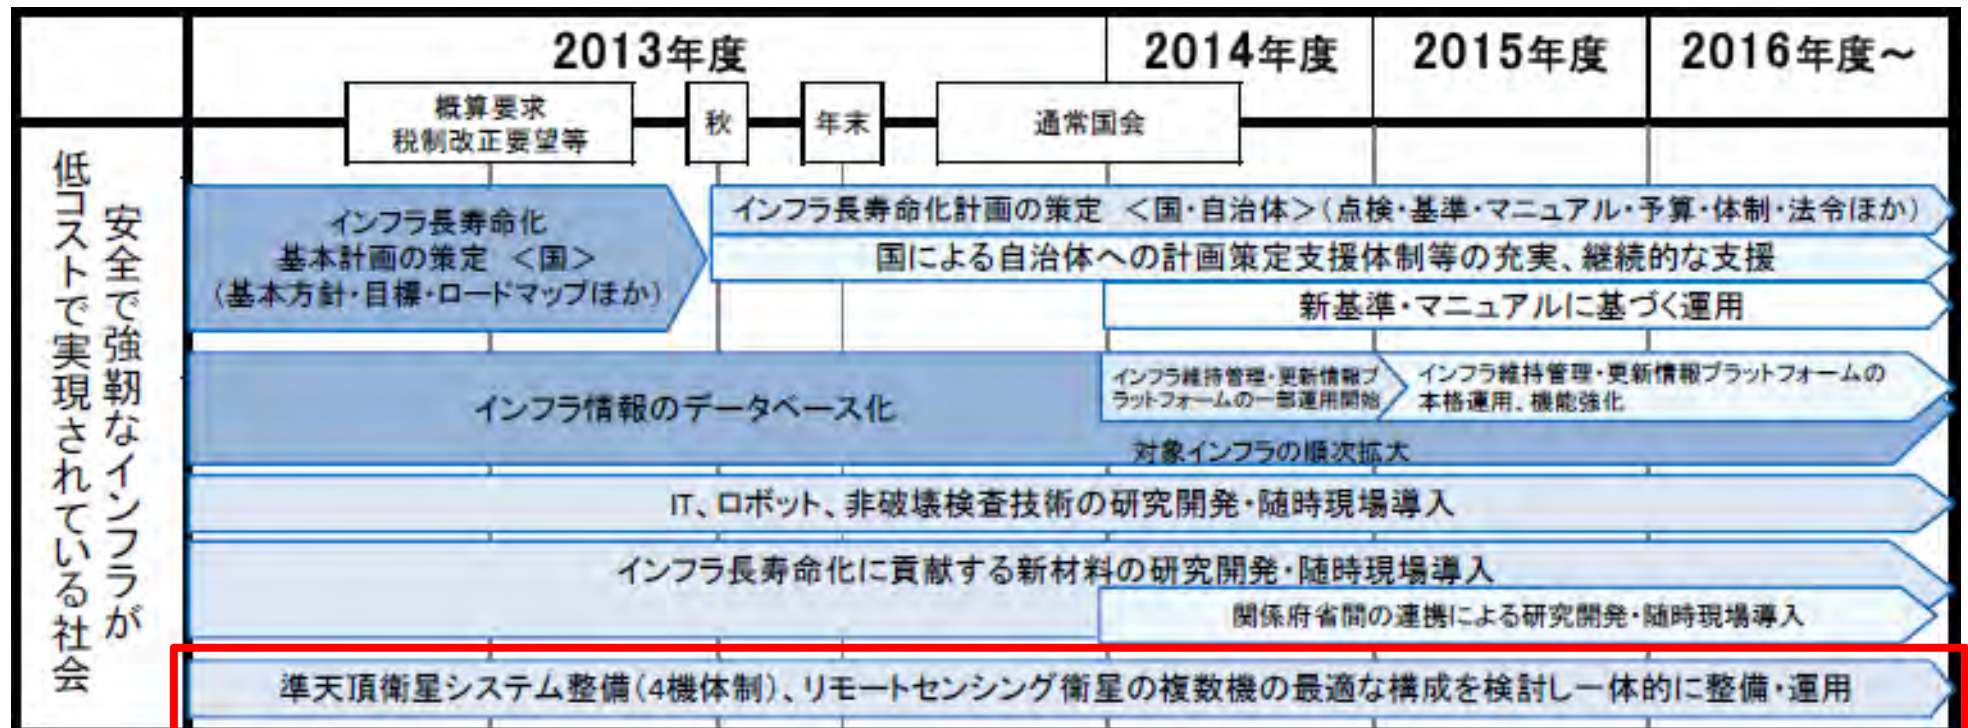 2013年度
2014年度
2015年度
2016年度～
概算要求
税制改正要望等
秋
年末
通常国会
安全で強靭なインフラが
低コストで実現されている社会
インフラ長寿命化
基本計画の策定 ＜国＞
（基本方針・目標・ロードマップほか）
インフラ長寿命化計画の策定 ＜国・自治体＞（点検・基準・マニュアル・予算・体制・法令ほか）
国による自治体への計画策定支援体制等の充実、継続的な支援
新基準・マニュアルに基づく運用
インフラ情報のデータベース化
インフラ維持管理・更新情報プ
ラットフォームの一部運用開始
インフラ維持管理・更新情報プラットフォームの
本格運用、機能強化
対象インフラの順次拡大
IT、ロボット、非破壊検査技術の研究開発・随時現場導入
インフラ長寿命化に貢献する新材料の研究開発・随時現場導入
関係府省間の連携による研究開発・随時現場導入
準天頂衛星システム整備（4機体制）、リモートセンシング衛星の複数機の最適な構成を検討し一体的に整備・運用